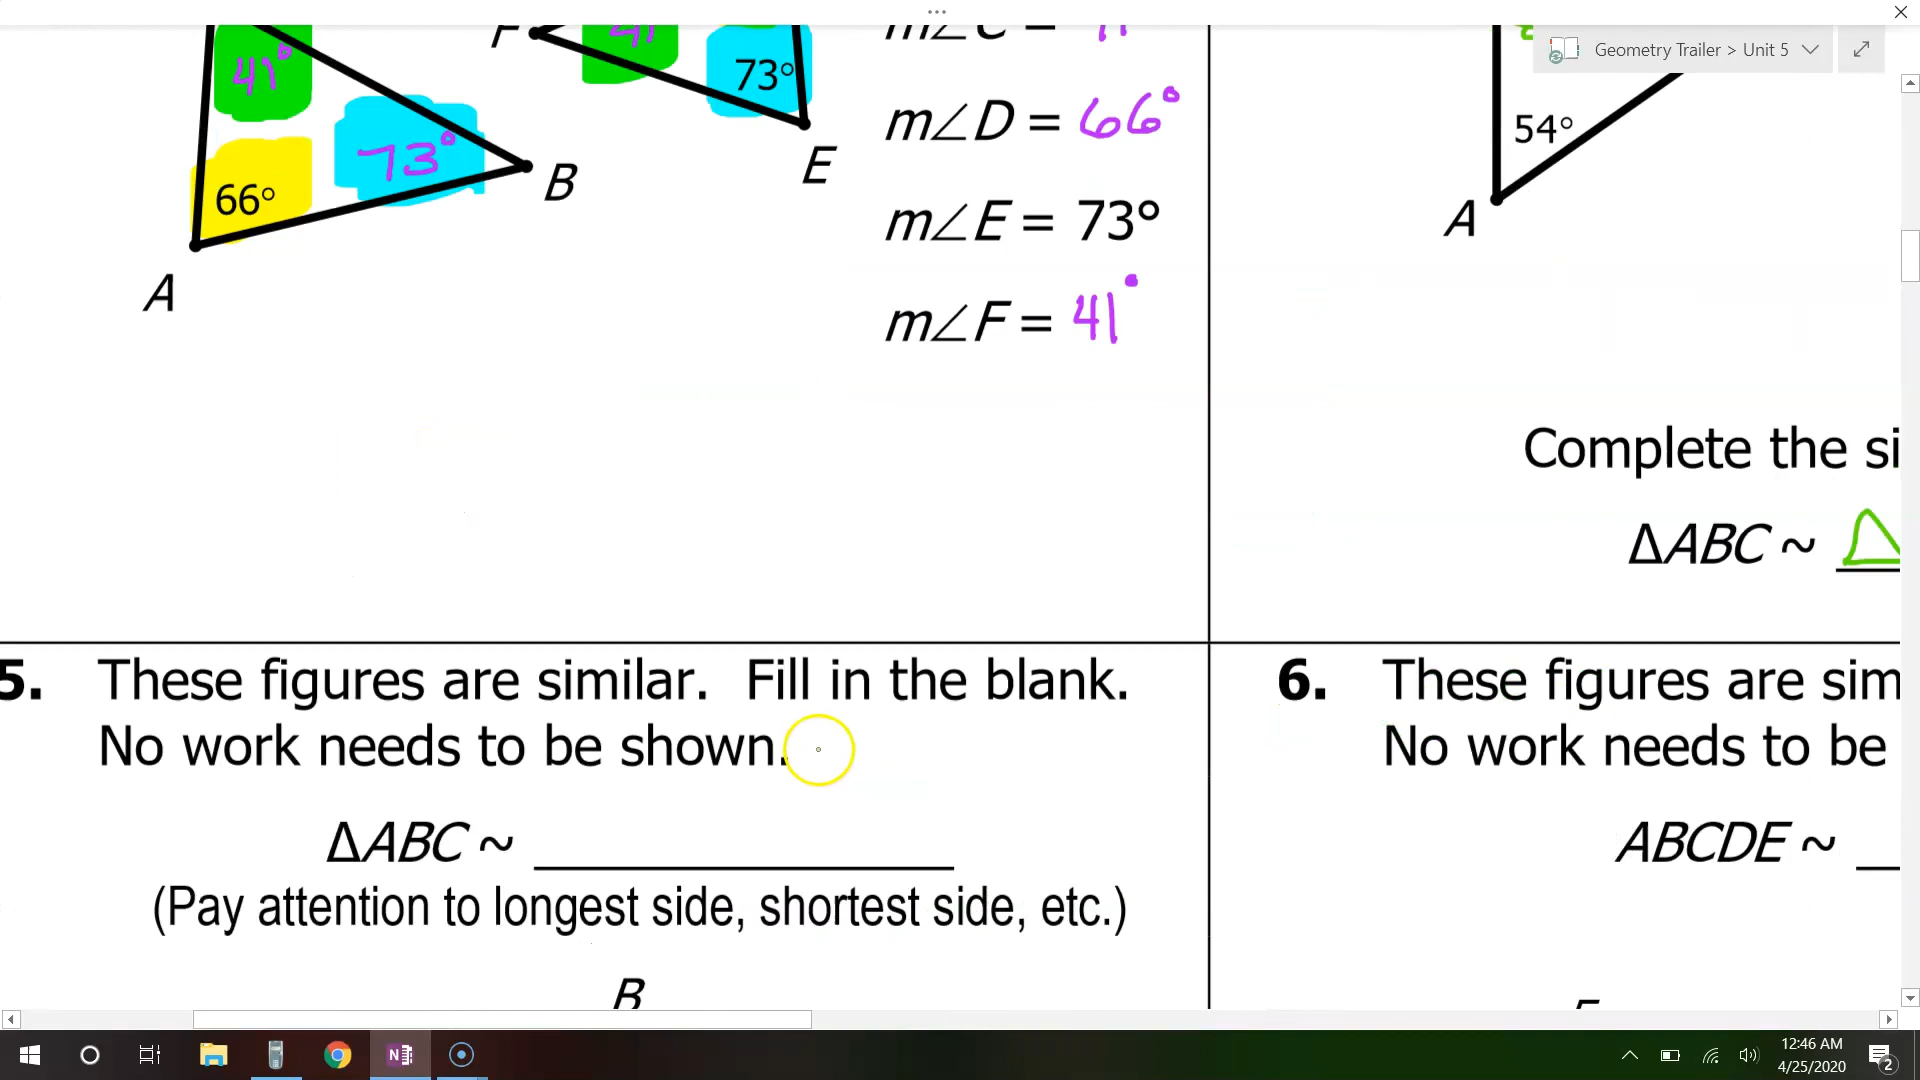 Geometry Trailer > Unit 5
41°
66°
73°
A
B
F
73°
E
m∠D = 66°
m∠E = 73°
m∠F = 41°
54°
A
Complete the si
ΔABC ~ Δ
5. These figures are similar. Fill in the blank.
No work needs to be shown.
ΔABC ~
(Pay attention to longest side, shortest side, etc.)
B
6. These figures are sim
No work needs to be
ABCDE ~
12:46 AM
4/25/2020
2